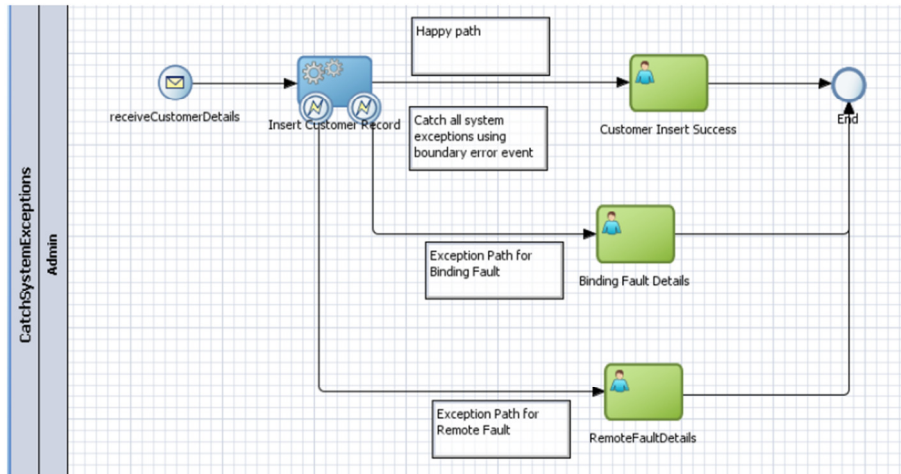 CatchSystemExceptions
Admin
Happy path
receiveCustomerDetails
Insert Customer Record
Catch all system
exceptions using
boundary error event
Customer Insert Success
End
Exception Path for
Binding Fault
Binding Fault Details
Exception Path for
Remote Fault
RemoteFaultDetails